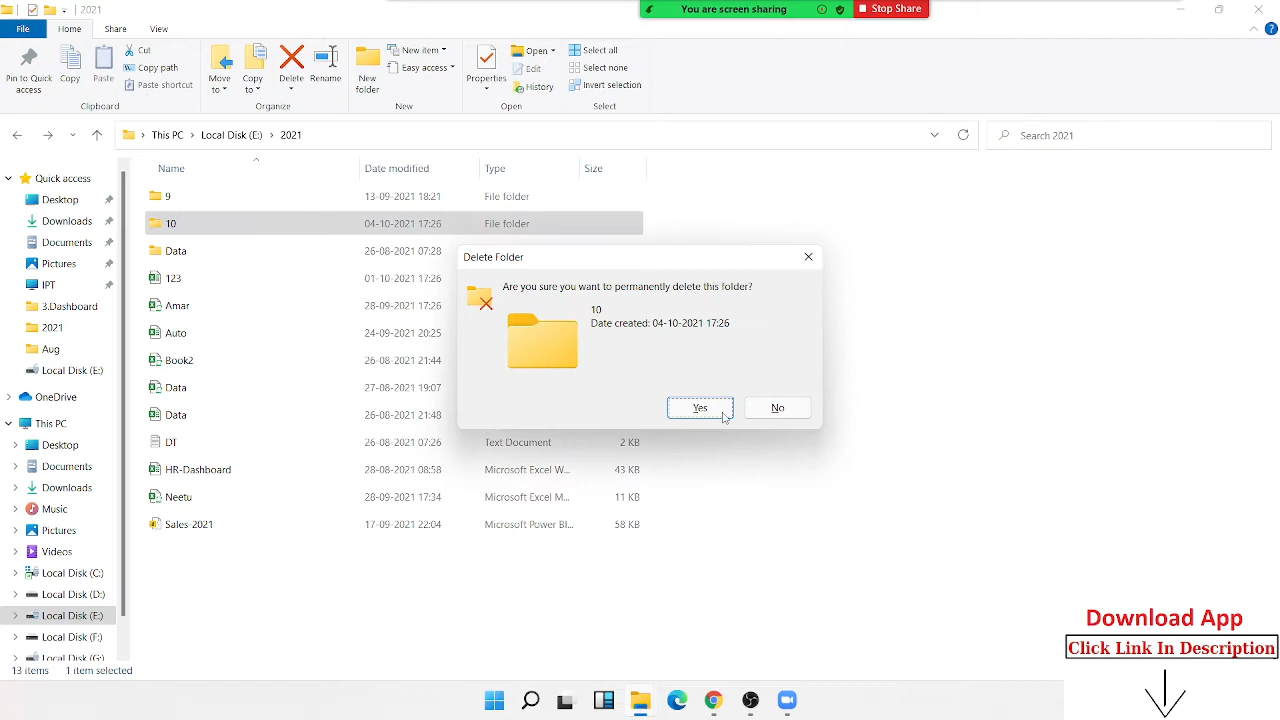 2021
You are screen sharing
Stop Share
File
Home
Share
View
Pin to Quick access
Copy
Paste
Cut
Copy path
Paste shortcut
Clipboard
Move to
Copy to
Delete
Rename
Organize
New folder
New item
Easy access
New
Properties
Open
Edit
History
Open
Select all
Select none
Invert selection
Select
This PC
Local Disk (E:)
2021
Search 2021
Quick access
Desktop
Downloads
Documents
Pictures
IPT
3.Dashboard
2021
Aug
Local Disk (E:)
OneDrive
This PC
Desktop
Documents
Downloads
Music
Pictures
Videos
Local Disk (C:)
Local Disk (D:)
Local Disk (E:)
Local Disk (F:)
Local Disk (G:)
Name Date modified Type Size
9 13-09-2021 18:21 File folder
10 04-10-2021 17:26 File folder
Data 26-08-2021 07:28
123 01-10-2021 17:26
Amar 28-09-2021 17:26
Auto 24-09-2021 20:25
Book2 26-08-2021 21:44
Data 27-08-2021 19:07
Data 26-08-2021 21:48
DT 26-08-2021 07:26 Text Document 2 KB
HR-Dashboard 28-08-2021 08:58 Microsoft Excel W... 43 KB
Neetu 28-09-2021 17:34 Microsoft Excel M... 11 KB
Sales-2021 17-09-2021 22:04 Microsoft Power BI... 58 KB
Delete Folder
Are you sure you want to permanently delete this folder?
10
Date created: 04-10-2021 17:26
Yes
No
13 items 1 item selected
Download App
Click Link In Description